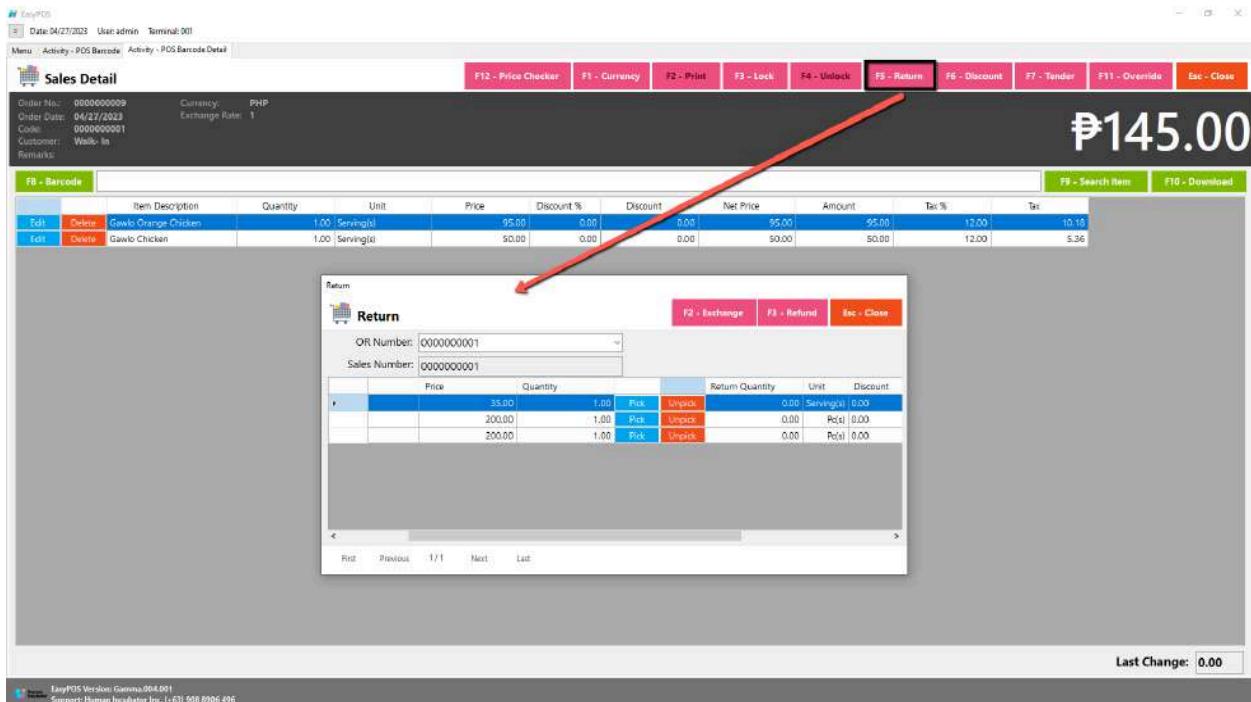 EasyPOS
Date: 04/27/2023 User: admin Terminal: 001
Menu Activity - POS Barcode Activity - POS Barcode Detail
Sales Detail F12 - Price Checker F1 - Currency F2 - Print F3 - Lock F4 - Unlock F5 - Return F6 - Discount F7 - Tender F11 - Override Esc - Close
Order No.: 0000000009 Currency: PHP
Order Date: 04/27/2023 Exchange Rate: 1
Code: 0000000001
Customer: Walk- In
Remarks:
₱145.00
F8 - Barcode F9 - Search Item F10 - Download
Item Description Quantity Unit Price Discount % Discount Net Price Amount Tax % Tax
Edit Delete Gawlo Orange Chicken 1.00 Serving(s) 95.00 0.00 0.00 95.00 95.00 12.00 10.18
Edit Delete Gawlo Chicken 1.00 Serving(s) 50.00 0.00 0.00 50.00 50.00 12.00 5.36
Return
Return F2 - Exchange F3 - Refund Esc - Close
OR Number: 0000000001
Sales Number: 0000000001
Price Quantity Return Quantity Unit Discount
35.00 1.00 Pick Unpick 0.00 Serving(s) 0.00
200.00 1.00 Pick Unpick 0.00 Pc(s) 0.00
200.00 1.00 Pick Unpick 0.00 Pc(s) 0.00
First Previous 1/1 Next Last
Last Change: 0.00
EasyPOS Version: Gamma.004.001
Support: Human Incubator Inc. (+63) 908 8906 496